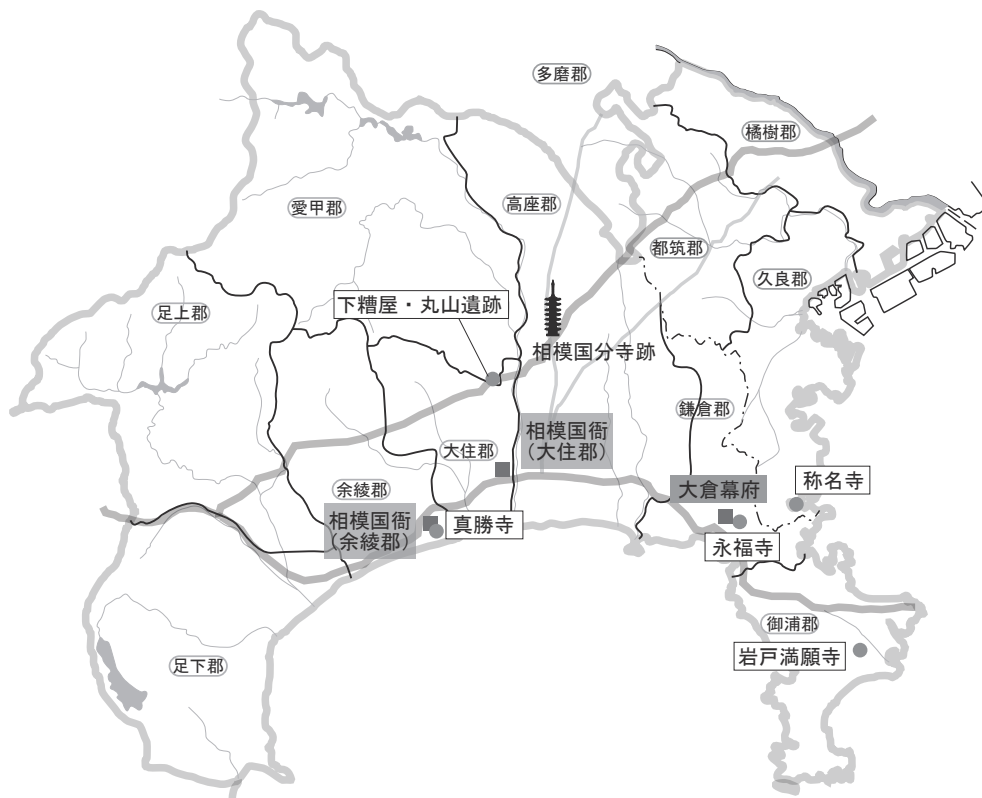 多磨郡
橘樹郡
愛甲郡
高座郡
都筑郡
久良郡
足上郡
下糟屋・丸山遺跡
相模国分寺跡
鎌倉郡
相模国衙
（大住郡）
大住郡
余綾郡
大倉幕府
称名寺
相模国衙
（余綾郡）
真勝寺
永福寺
御浦郡
岩戸満願寺
足下郡